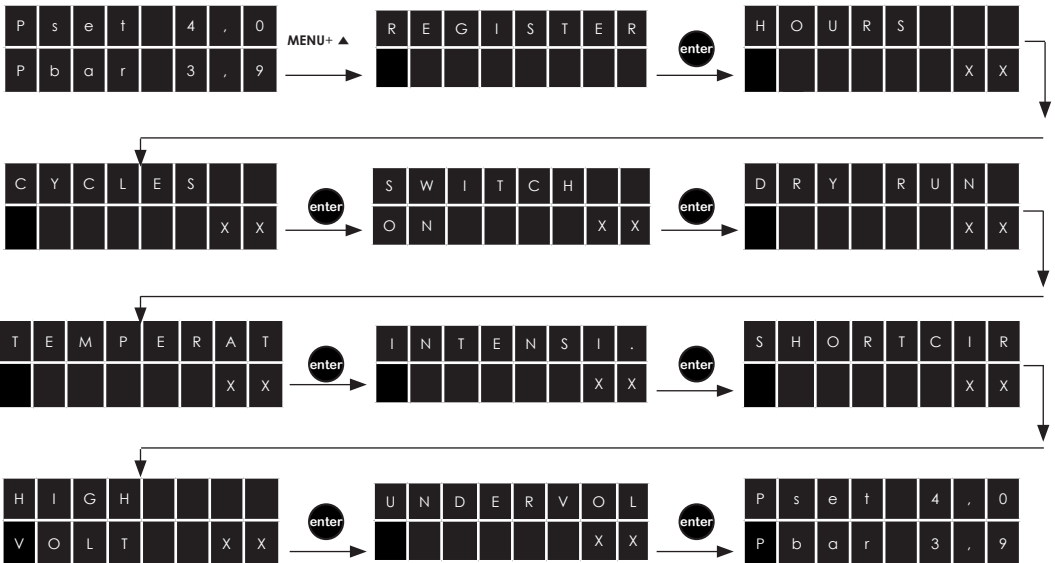 Pset 4,0
Pbar 3,9
MENU+ ▲
REGISTER
enter
HOURS
XX
CYCLES
XX
enter
SWITCH
ON XX
enter
DRY RUN
XX
TEMPERAT
XX
enter
INTENSI.
XX
enter
SHORTCIR
XX
HIGH
VOLT XX
enter
UNDERVOL
XX
enter
Pset 4,0
Pbar 3,9